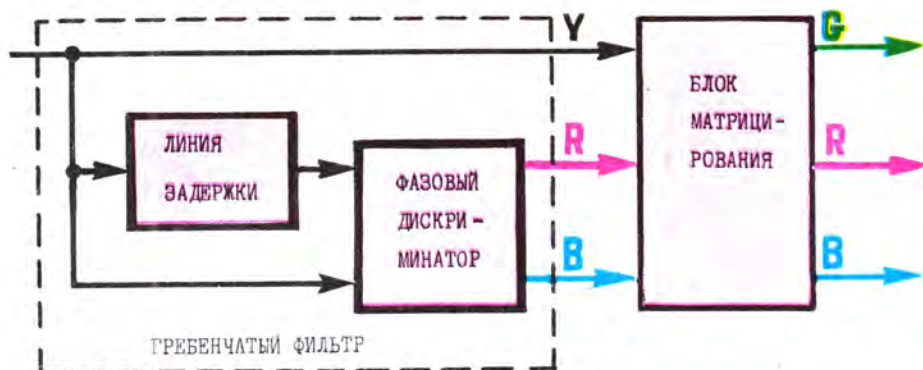 Y
G
БЛОК
МАТРИЦИ-
РОВАНИЯ
ЛИНИЯ
ЗАДЕРЖКИ
ФАЗОВЫЙ
ДИСКРИ-
МИНАТОР
R
R
B
B
ГРЕБЕНЧАТЫЙ ФИЛЬТР